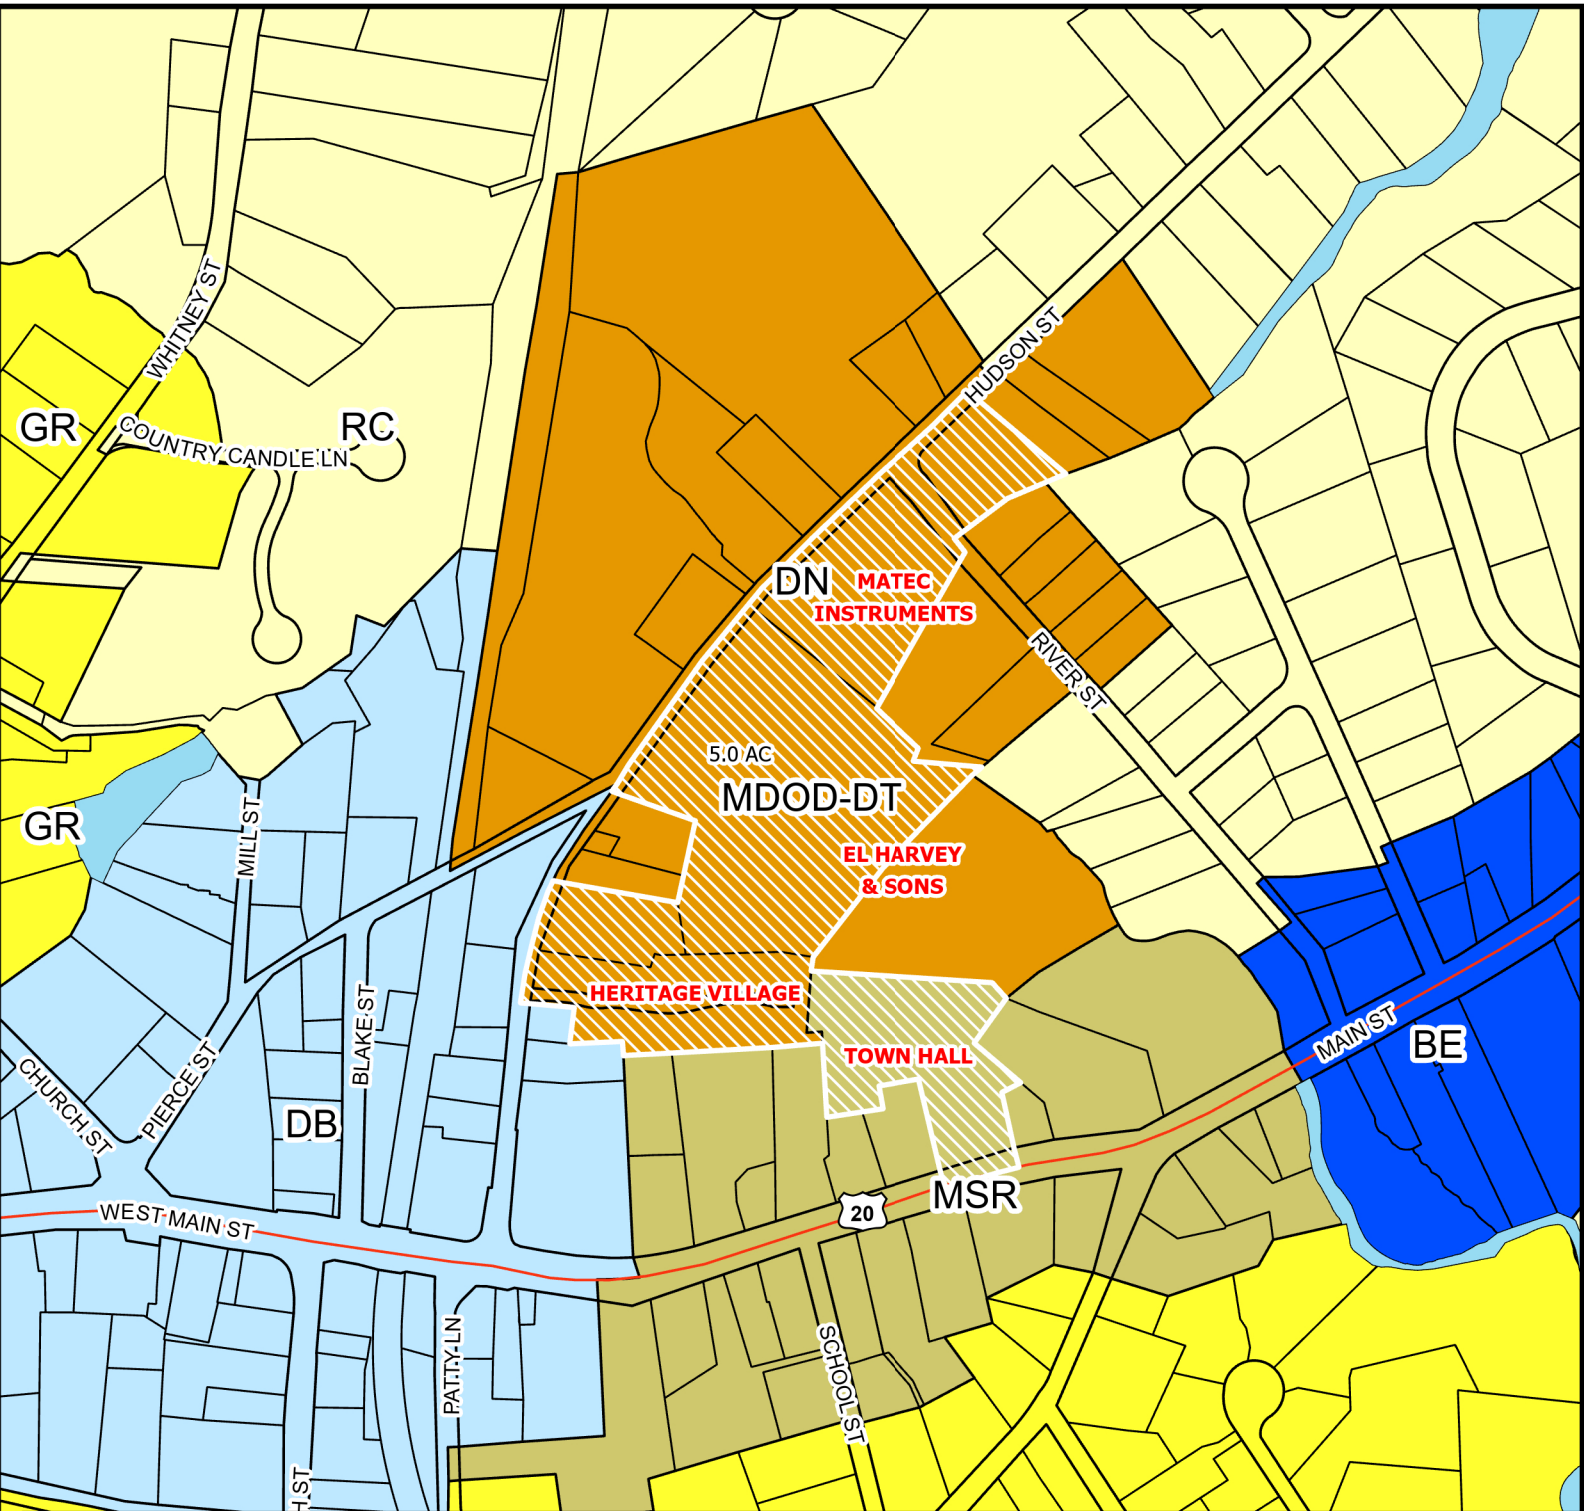 WHITNEY ST
HUDSON ST
GR
COUNTRY CANDLE LN
RC
DN
MATEC
INSTRUMENTS
RIVER ST
5.0 AC
MDOD-DT
GR
MILL ST
EL HARVEY
& SONS
HERITAGE VILLAGE
BLAKE ST
MAIN ST
BE
TOWN HALL
CHURCH ST
PIERCE ST
DB
MSR
20
WEST MAIN ST
PATTY LN
SCHOOL ST
H ST